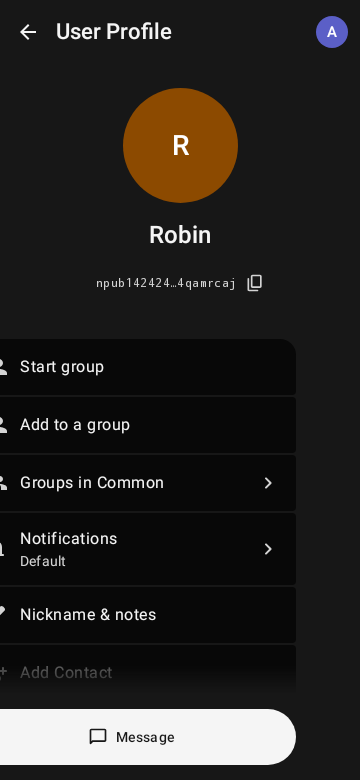 User Profile
A
R
Robin
npub142424…4qamrcaj
Start group
Add to a group
Groups in Common
Notifications
Default
Nickname & notes
Add Contact
Message